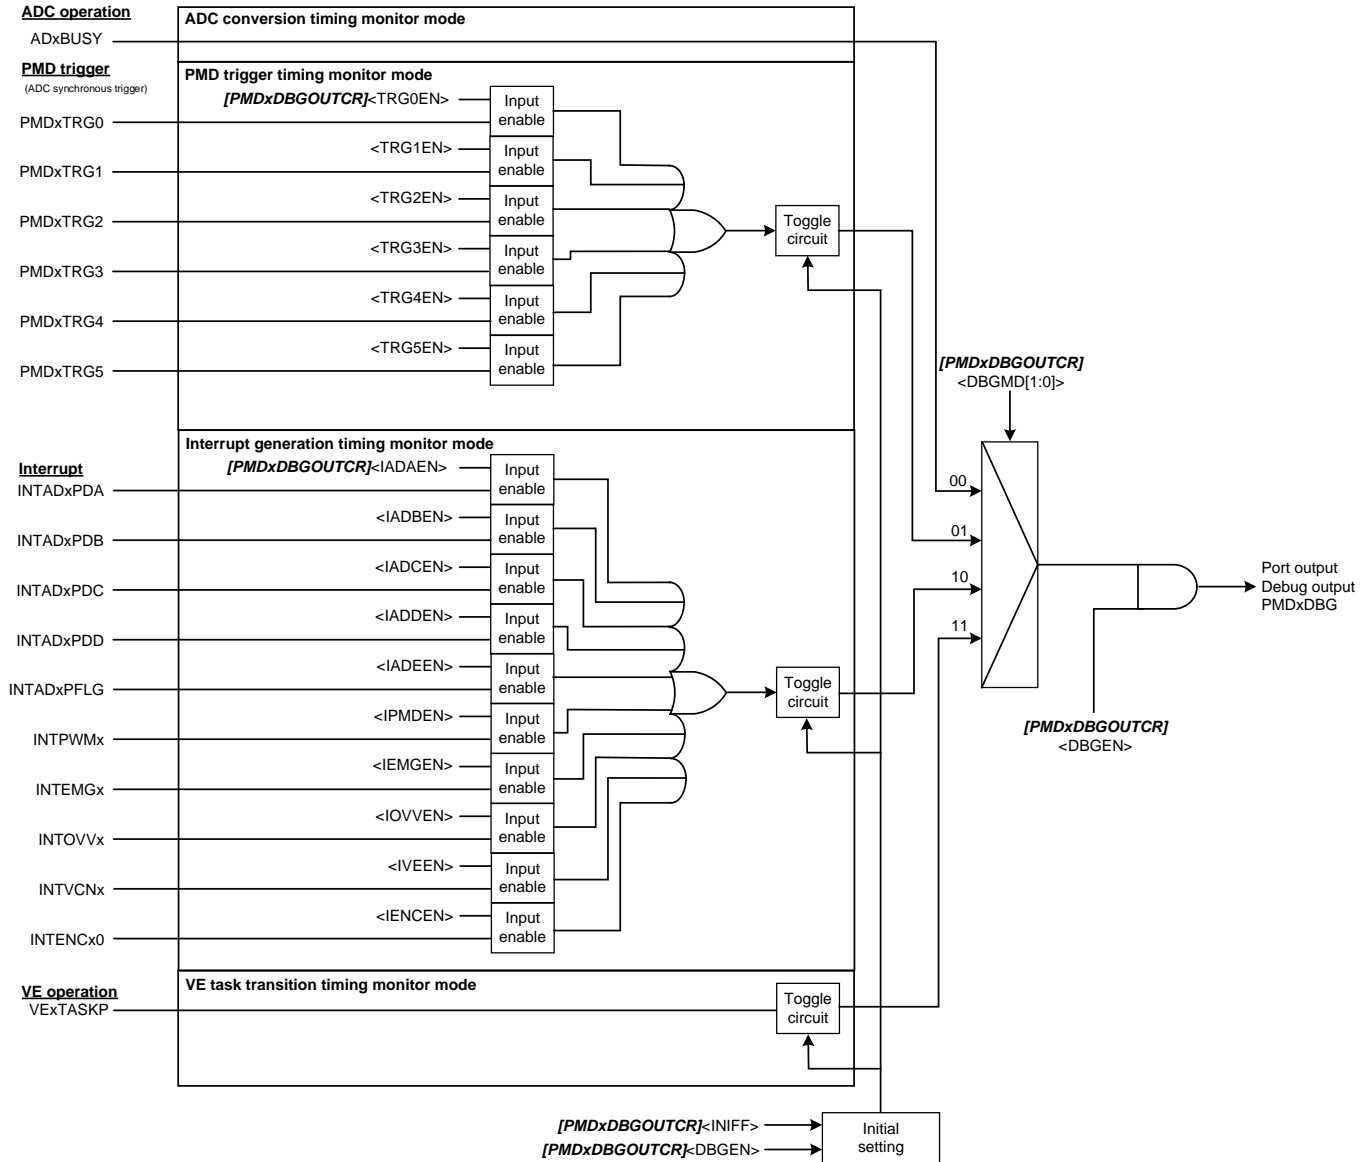 ADC operation
ADC conversion timing monitor mode
ADxBUSY
PMD trigger
(ADC synchronous trigger)
PMD trigger timing monitor mode
[PMDxDBGOUTCR]<TRG0EN>
Input
enable
PMDxTRG0
<TRG1EN>
Input
enable
PMDxTRG1
<TRG2EN>
Input
enable
PMDxTRG2
<TRG3EN>
Input
enable
PMDxTRG3
<TRG4EN>
Input
enable
PMDxTRG4
<TRG5EN>
Input
enable
PMDxTRG5
Toggle
circuit
[PMDxDBGOUTCR]
<DBGMD[1:0]>
Interrupt generation timing monitor mode
Interrupt
[PMDxDBGOUTCR]<IADAEN>
Input
enable
INTADxPDA
<IADBEN>
Input
enable
INTADxPDB
<IADCEN>
Input
enable
INTADxPDC
<IADDEN>
Input
enable
INTADxPDD
<IADEEN>
Input
enable
INTADxPFLG
<IPMDEN>
Input
enable
INTPWMx
<IEMGEN>
Input
enable
INTEMGx
<IOVVEN>
Input
enable
INTOVVx
<IVEEN>
Input
enable
INTVCNx
<IENCEN>
Input
enable
INTENCx0
Toggle
circuit
00
01
10
11
Port output
Debug output
PMDxDBG
[PMDxDBGOUTCR]
<DBGEN>
VE operation
VE task transition timing monitor mode
VExTASKP
Toggle
circuit
[PMDxDBGOUTCR]<INIFF>
[PMDxDBGOUTCR]<DBGEN>
Initial
setting